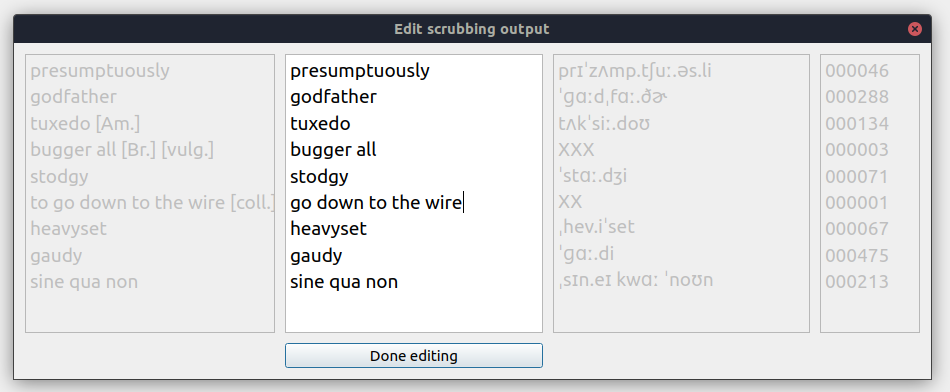 Edit scrubbing output
presumptuously presumptuously prɪˈzʌmp.tʃuː.əs.li 000046
godfather godfather ˈɡɑːdˌfɑː.ðɚ 000288
tuxedo [Am.] tuxedo tʌkˈsiː.doʊ 000134
bugger all [Br.] [vulg.] bugger all XXX 000003
stodgy stodgy ˈstɑː.dʒi 000071
to go down to the wire [coll.] go down to the wire XX 000001
heavyset heavyset ˌhev.iˈset 000067
gaudy gaudy ˈɡɑː.di 000475
sine qua non sine qua non ˌsɪn.eɪ kwɑː ˈnoʊn 000213
Done editing